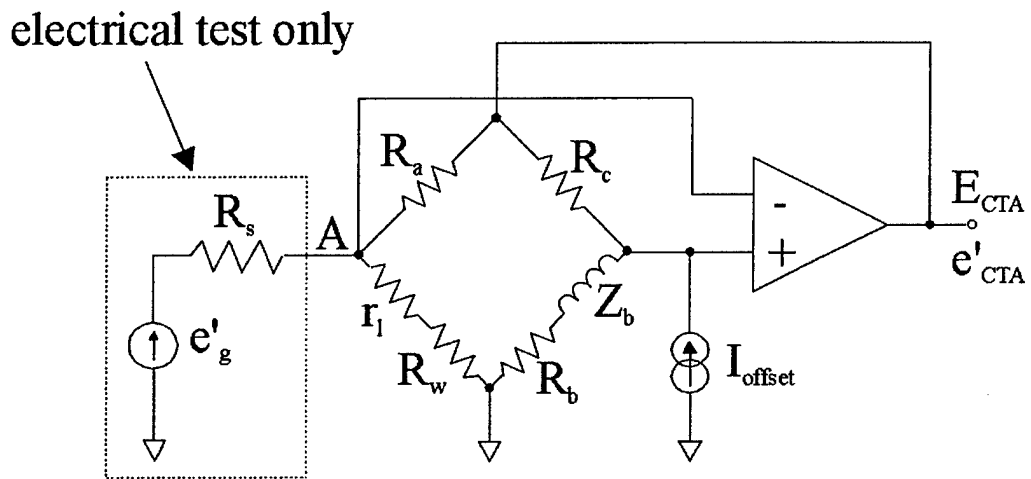 electrical test only
R_a
R_c
R_s
A
-
+
E_CTA
e'_CTA
e'_g
r_l
R_w
R_b
Z_b
I_offset